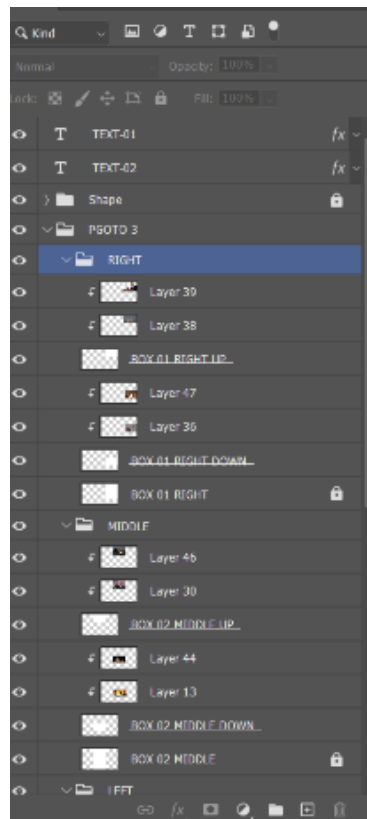 Kind
Normal Opacity: 100%
Lock: Fill: 100%
T TEXT-01 fx
T TEXT-02 fx
Shape
PGOTO 3
RIGHT
Layer 39
Layer 38
BOX 01 RIGHT UP
Layer 47
Layer 36
BOX 01 RIGHT DOWN
BOX 01 RIGHT
MIDDLE
Layer 46
Layer 30
BOX 02 MIDDLE UP
Layer 44
Layer 13
BOX 02 MIDDLE DOWN
BOX 02 MIDDLE
LEFT
fx